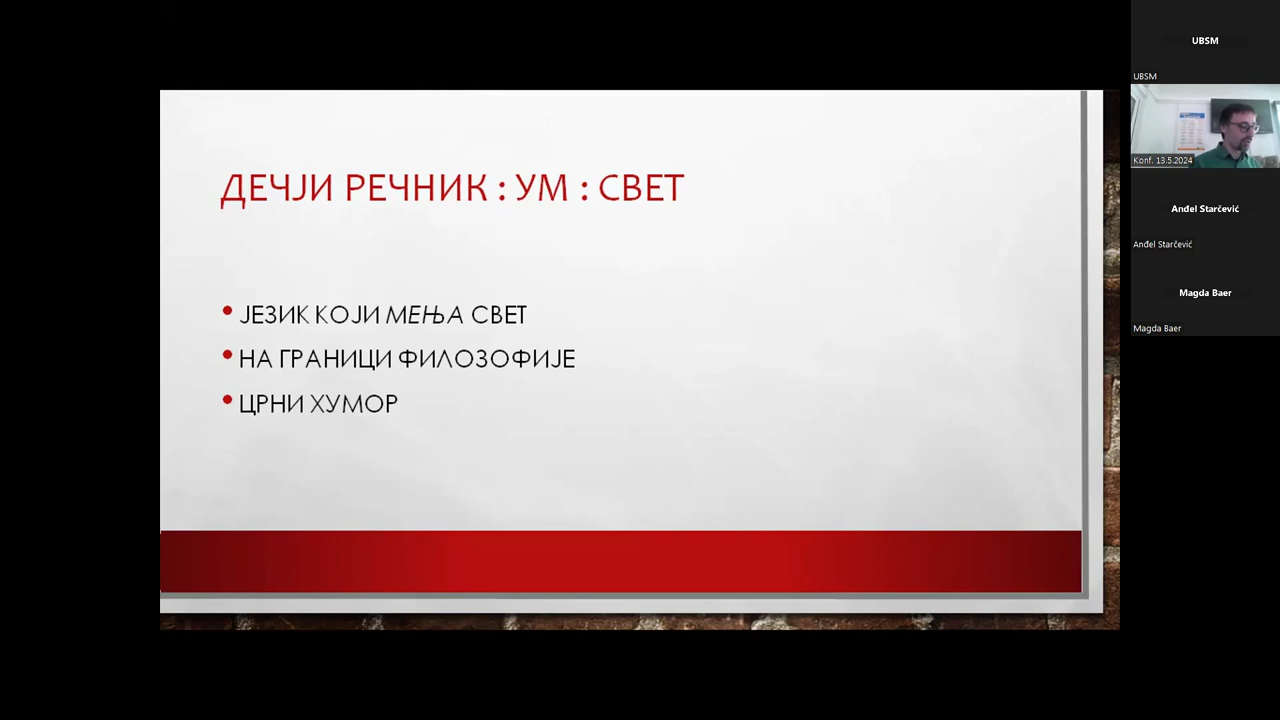 ДЕЧЈИ РЕЧНИК : УМ : СВЕТ
ЈЕЗИК КОЈИ МЕЊА СВЕТ
НА ГРАНИЦИ ФИЛОЗОФИЈЕ
ЦРНИ ХУМОР
UBSM
UBSM
Konf. 13.5.2024
Anđel Starčević
Anđel Starčević
Magda Baer
Magda Baer